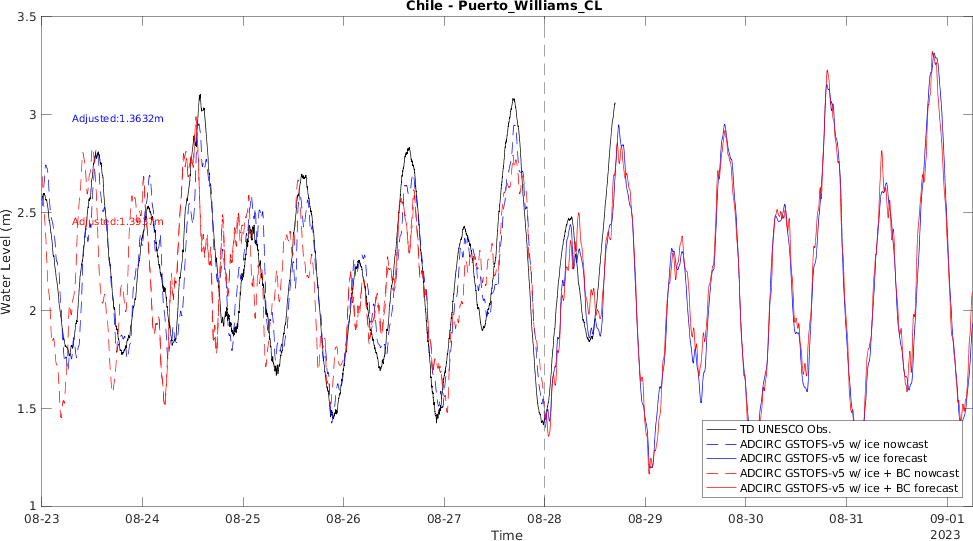 Chile - Puerto_Williams_CL
3.5
3
2.5
2
1.5
1
Water Level (m)
Adjusted:1.3632m
08-23
08-24
08-25
08-26
08-27
08-28
08-29
08-30
08-31
09-01
2023
Time
TD UNESCO Obs.
ADCIRC GSTOFS-v5 w/ ice nowcast
ADCIRC GSTOFS-v5 w/ ice forecast
ADCIRC GSTOFS-v5 w/ ice + BC nowcast
ADCIRC GSTOFS-v5 w/ ice + BC forecast